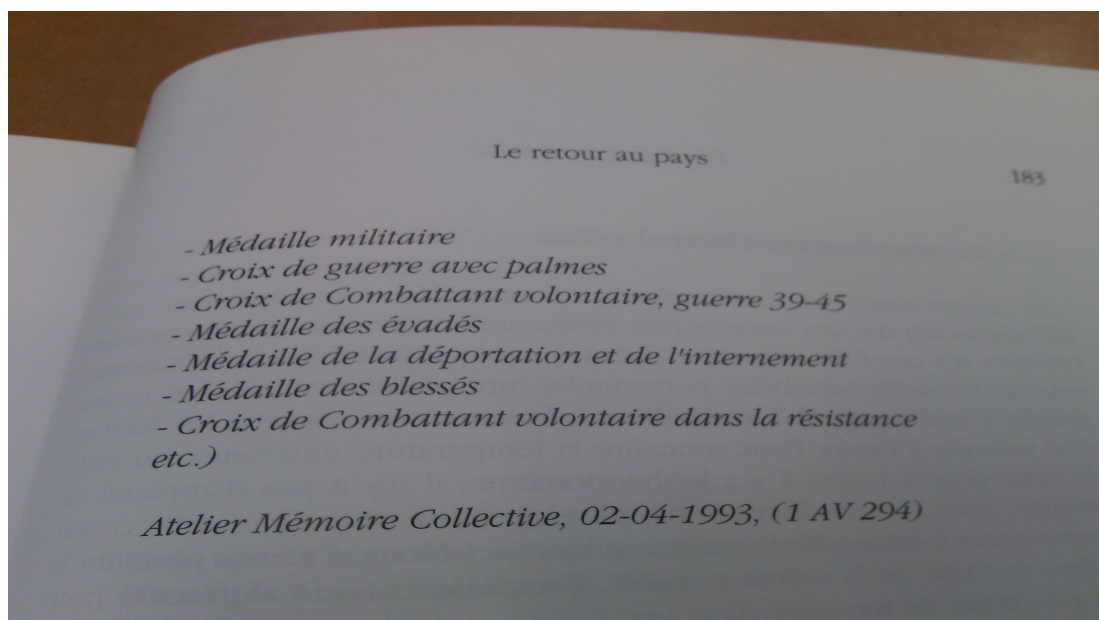 Le retour au pays
183
- Médaille militaire
- Croix de guerre avec palmes
- Croix de Combattant volontaire, guerre 39-45
- Médaille des évadés
- Médaille de la déportation et de l'internement
- Médaille des blessés
- Croix de Combattant volontaire dans la résistance
etc.)
Atelier Mémoire Collective, 02-04-1993, (1 AV 294)